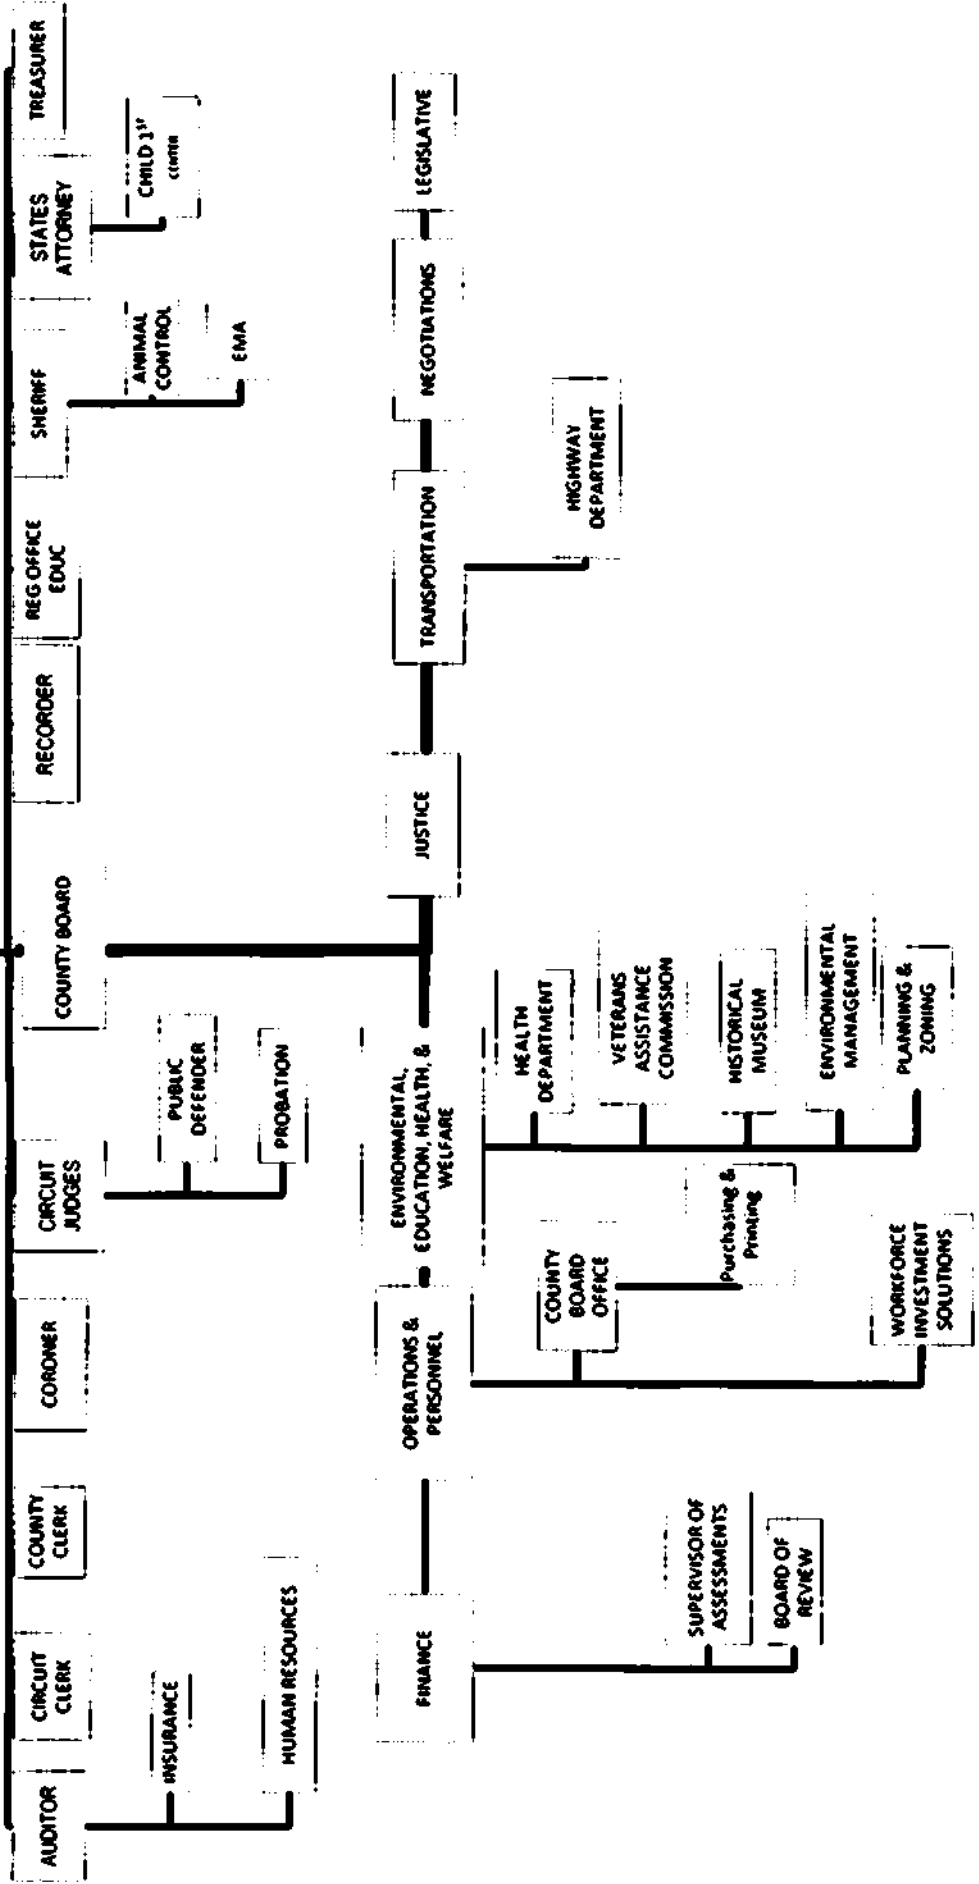 AUDITOR
CIRCUIT
CLERK
COUNTY
CLERK
CORONER
CIRCUIT
JUDGES
COUNTY BOARD
RECORDER
REG OFFICE
EDUC
SHERIFF
STATES
ATTORNEY
TREASURER
INSURANCE
HUMAN RESOURCES
PUBLIC
DEFENDER
PROBATION
ANIMAL
CONTROL
EMA
CHILD 1ST
CENTER
FINANCE
OPERATIONS &
PERSONNEL
ENVIRONMENTAL,
EDUCATION, HEALTH, &
WELFARE
JUSTICE
TRANSPORTATION
NEGOTIATIONS
LEGISLATIVE
SUPERVISOR OF
ASSESSMENTS
BOARD OF
REVIEW
COUNTY
BOARD
OFFICE
Purchasing &
Printing
WORKFORCE
INVESTMENT
SOLUTIONS
HEALTH
DEPARTMENT
VETERANS
ASSISTANCE
COMMISSION
HISTORICAL
MUSEUM
ENVIRONMENTAL
MANAGEMENT
PLANNING &
ZONING
HIGHWAY
DEPARTMENT